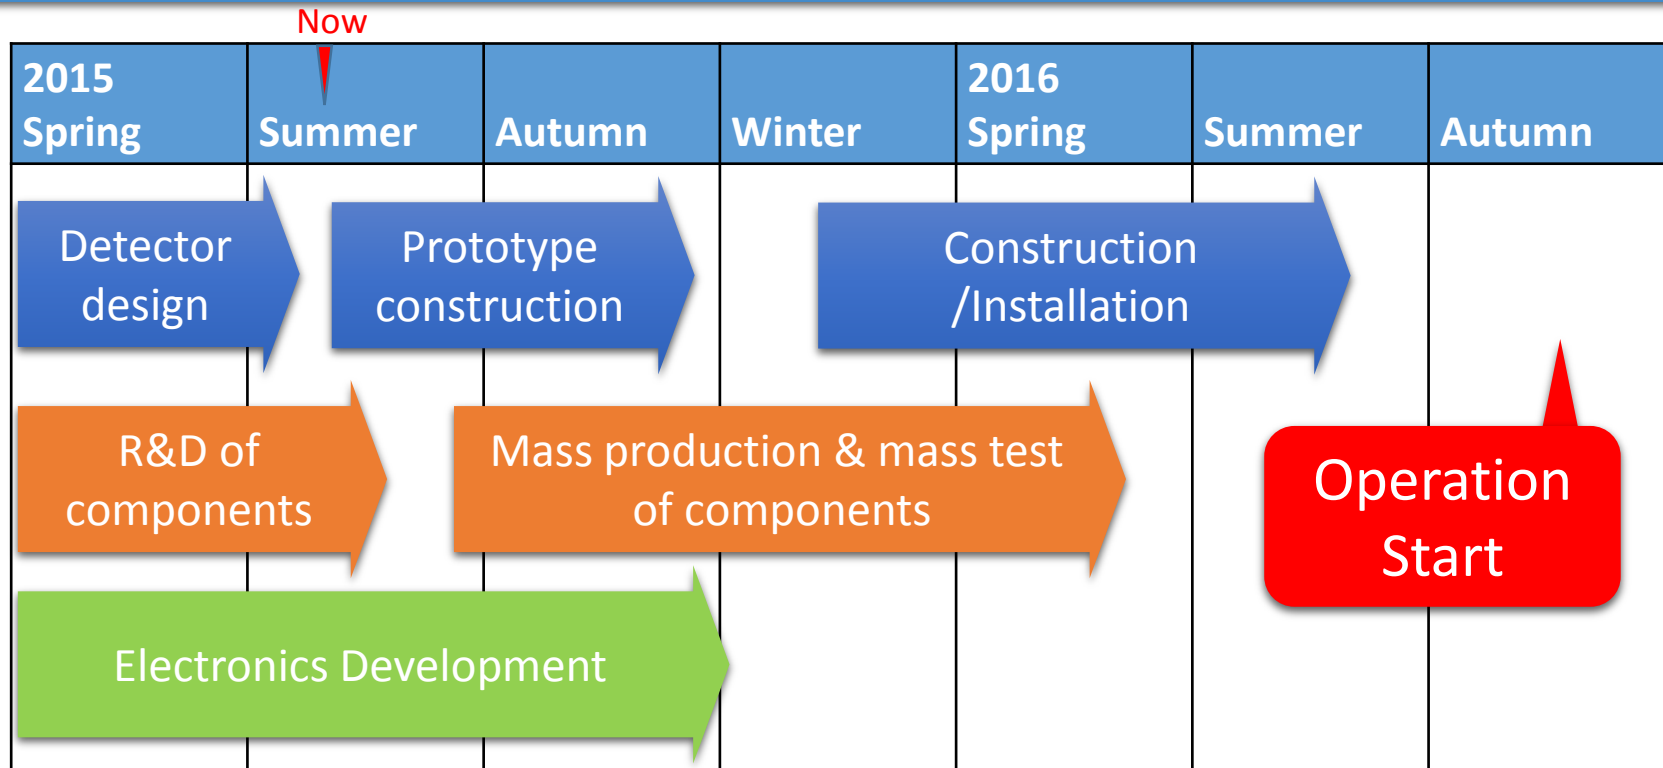 Now
2015
Spring
Summer
Autumn
Winter
2016
Spring
Summer
Autumn
Detector
design
Prototype
construction
Construction
/Installation
R&D of
components
Mass production & mass test
of components
Operation
Start
Electronics Development